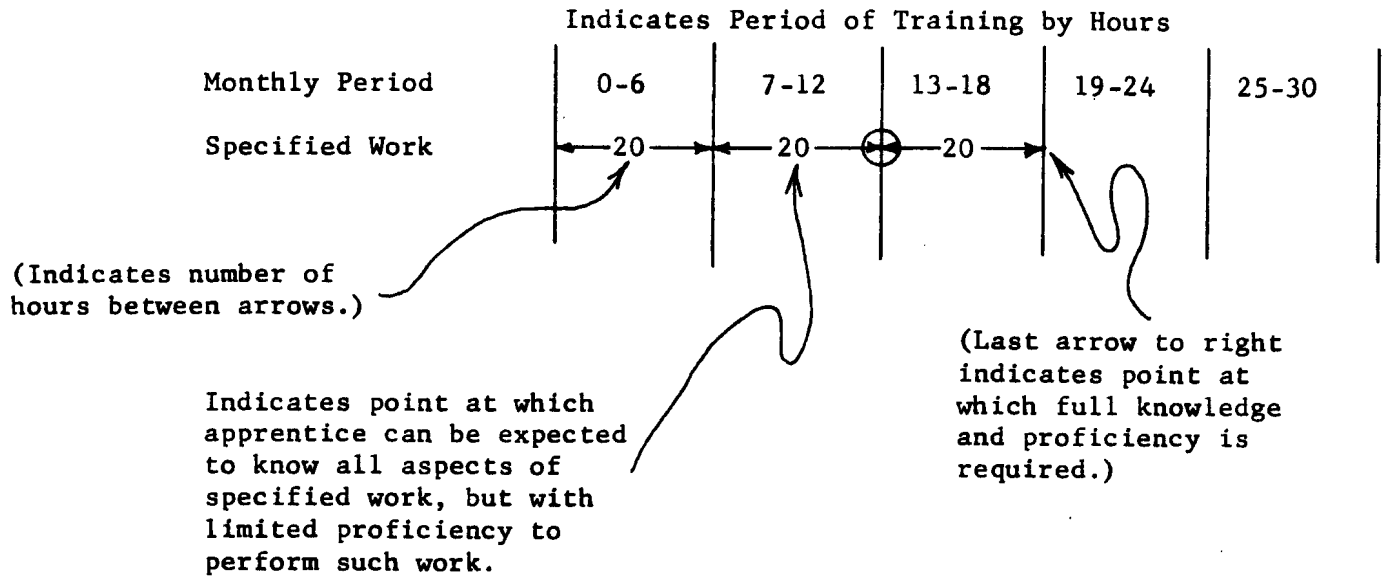 Indicates Period of Training by Hours
Monthly Period 0-6 7-12 13-18 19-24 25-30
Specified Work 20 20 20
(Indicates number of
hours between arrows.)
Indicates point at which
apprentice can be expected
to know all aspects of
specified work, but with
limited proficiency to
perform such work.
(Last arrow to right
indicates point at
which full knowledge
and proficiency is
required.)